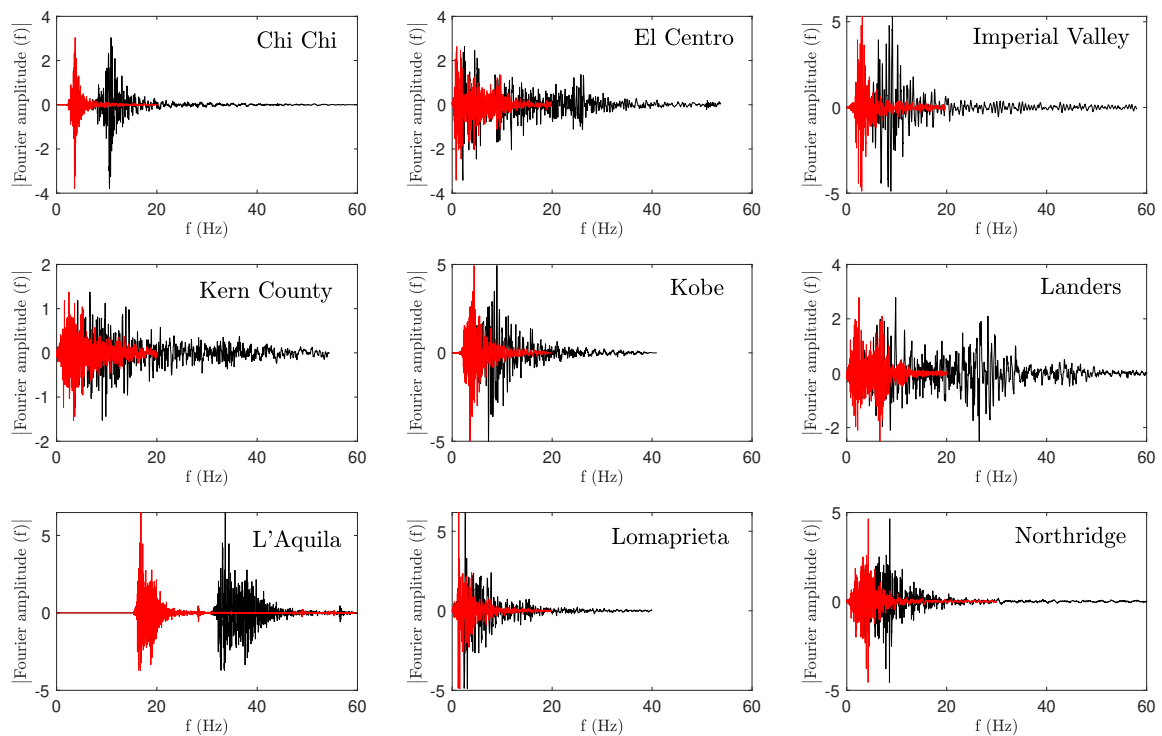 Chi Chi
4
2
0
-2
-4
|Fourier amplitude (f)|
0 20 40 60
f (Hz)
El Centro
4
2
0
-2
-4
|Fourier amplitude (f)|
0 20 40 60
f (Hz)
Imperial Valley
5
0
-5
|Fourier amplitude (f)|
0 20 40 60
f (Hz)
Kern County
2
1
0
-1
-2
|Fourier amplitude (f)|
0 20 40 60
f (Hz)
Kobe
5
0
-5
|Fourier amplitude (f)|
0 20 40 60
f (Hz)
Landers
4
2
0
-2
|Fourier amplitude (f)|
0 20 40 60
f (Hz)
L'Aquila
5
0
-5
|Fourier amplitude (f)|
0 20 40 60
f (Hz)
Lomaprieta
5
0
-5
|Fourier amplitude (f)|
0 20 40 60
f (Hz)
Northridge
5
0
-5
|Fourier amplitude (f)|
0 20 40 60
f (Hz)